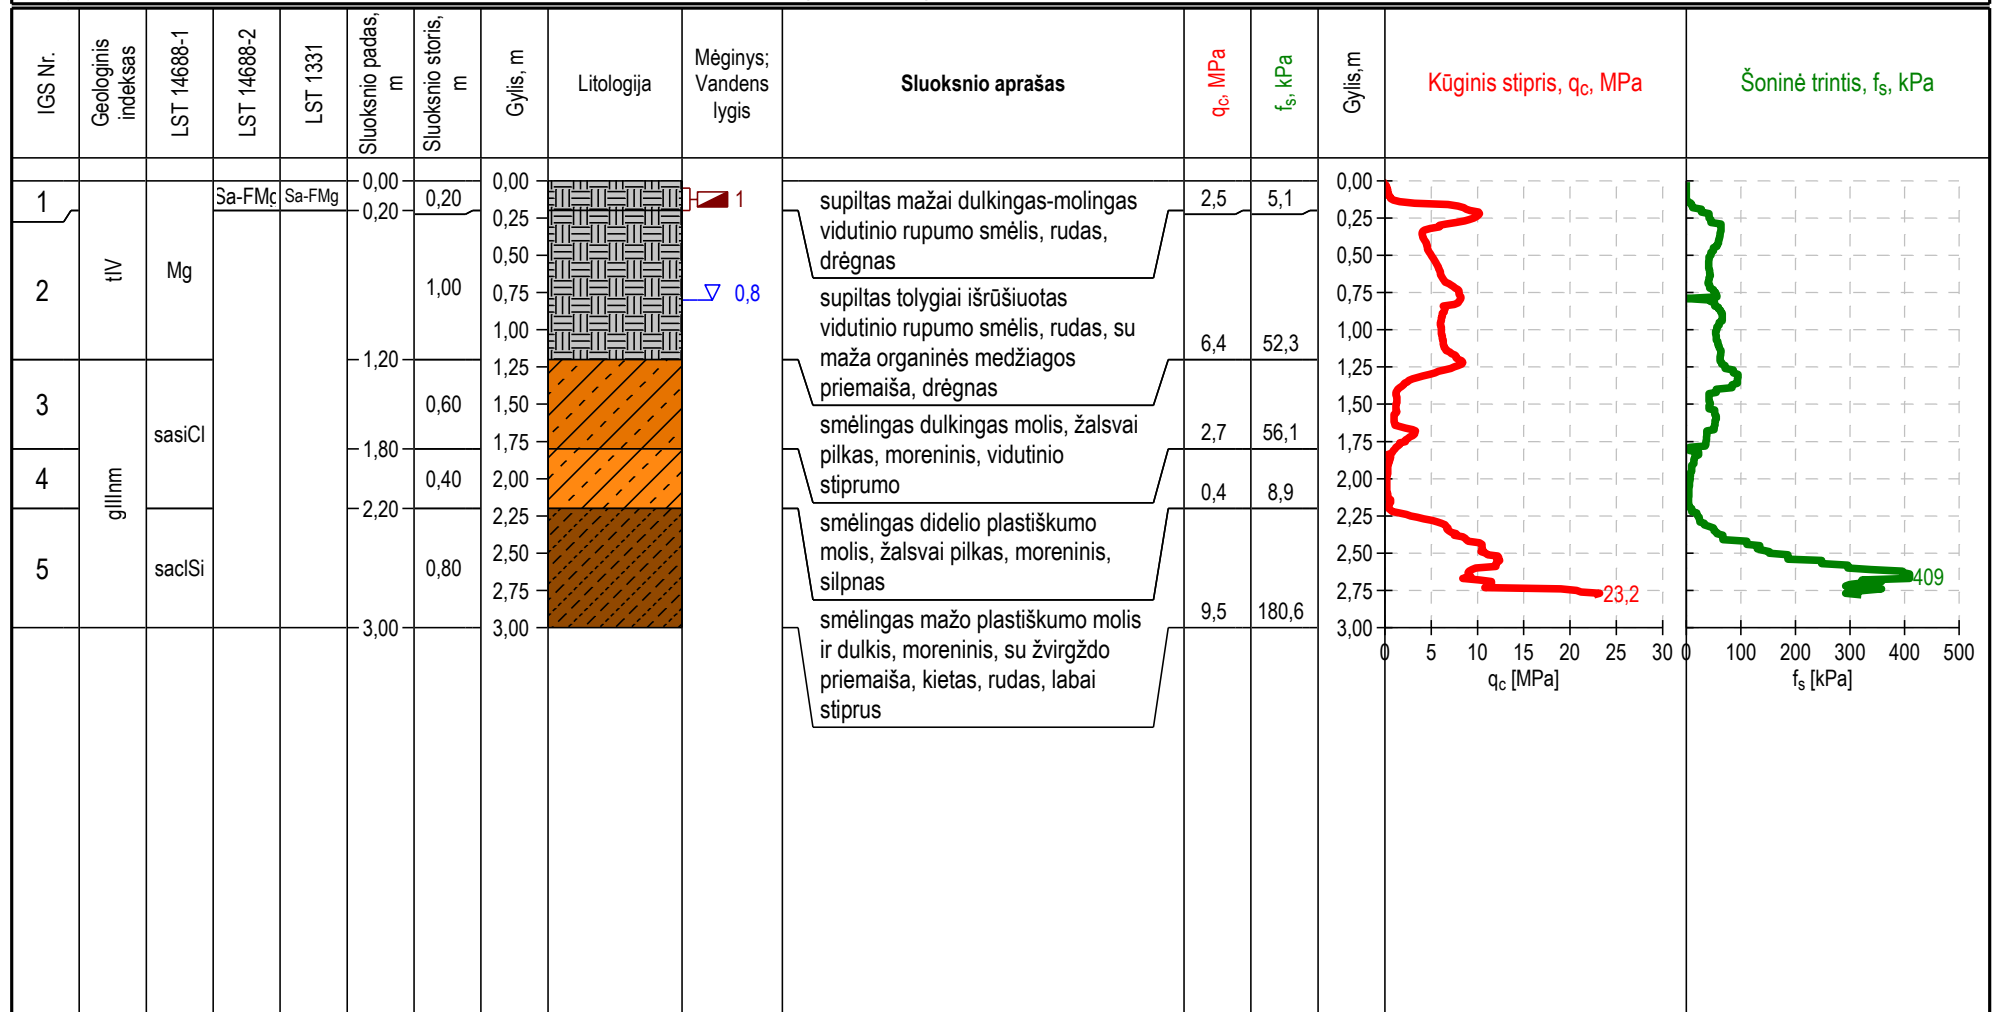 IGS Nr.
Geologinis
indeksas
LST 14688-1
LST 14688-2
LST 1331
Sluoksnio padas,
m
Sluoksnio storis,
m
Gylis, m
Litologija
Mėginys;
Vandens
lygis
Sluoksnio aprašas
qc, MPa
fs, kPa
Gylis,m
Kūginis stipris, qc, MPa
Šoninė trintis, fs, kPa
1
2
3
4
5
tIV
gIIInm
Mg
sasiCl
saclSi
Sa-FMg
Sa-FMg
0,00
0,20
1,20
1,80
2,20
3,00
0,20
1,00
0,60
0,40
0,80
0,00
0,25
0,50
0,75
1,00
1,25
1,50
1,75
2,00
2,25
2,50
2,75
3,00
1
0,8
supiltas mažai dulkingas-molingas
vidutinio rupumo smėlis, rudas,
drėgnas
supiltas tolygiai išrūšiuotas
vidutinio rupumo smėlis, rudas, su
maža organinės medžiagos
priemaiša, drėgnas
smėlingas dulkingas molis, žalsvai
pilkas, moreninis, vidutinio
stiprumo
smėlingas didelio plastiškumo
molis, žalsvai pilkas, moreninis,
silpnas
smėlingas mažo plastiškumo molis
ir dulkis, moreninis, su žvirgždo
priemaiša, kietas, rudas, labai
stiprus
2,5
6,4
2,7
0,4
9,5
5,1
52,3
56,1
8,9
180,6
0,00
0,25
0,50
0,75
1,00
1,25
1,50
1,75
2,00
2,25
2,50
2,75
3,00
23,2
0 5 10 15 20 25 30
qc [MPa]
409
0 100 200 300 400 500
fs [kPa]